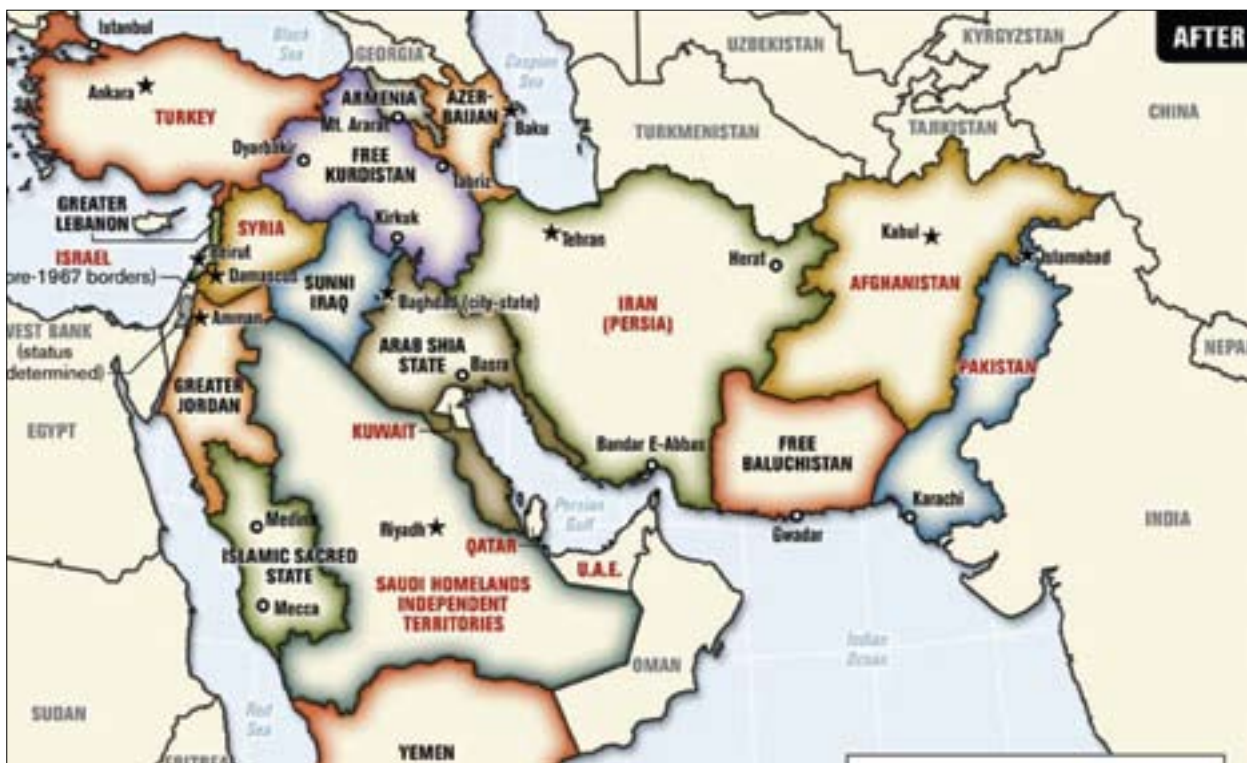 AFTER
Istanbul
Black
Sea
GEORGIA
Caspian
Sea
UZBEKISTAN
KYRGYZSTAN
Ankara
TURKEY
ARMENIA
Mt. Ararat
AZER-
BAIJAN
Baku
TURKMENISTAN
TAJIKISTAN
CHINA
Dyarbakir
FREE
KURDISTAN
Tabriz
GREATER
LEBANON
SYRIA
Kirkuk
Tehran
Herat
Kabul
Islamabad
ISRAEL
ore-1967 borders)
Beirut
Damascus
SUNNI
IRAQ
Baghdad (city-state)
IRAN
(PERSIA)
AFGHANISTAN
WEST BANK
(status
determined)
Amman
ARAB SHIA
STATE
Basra
PAKISTAN
NEPA
GREATER
JORDAN
EGYPT
KUWAIT
Bandar E-Abbas
FREE
BALUCHISTAN
Karachi
Gwadar
INDIA
Medina
ISLAMIC SACRED
STATE
Mecca
Riyadh
Persian
Gulf
QATAR
U.A.E.
SAUDI HOMELANDS
INDEPENDENT
TERRITORIES
OMAN
Indian
Ocean
SUDAN
Red
Sea
ERITREA
YEMEN